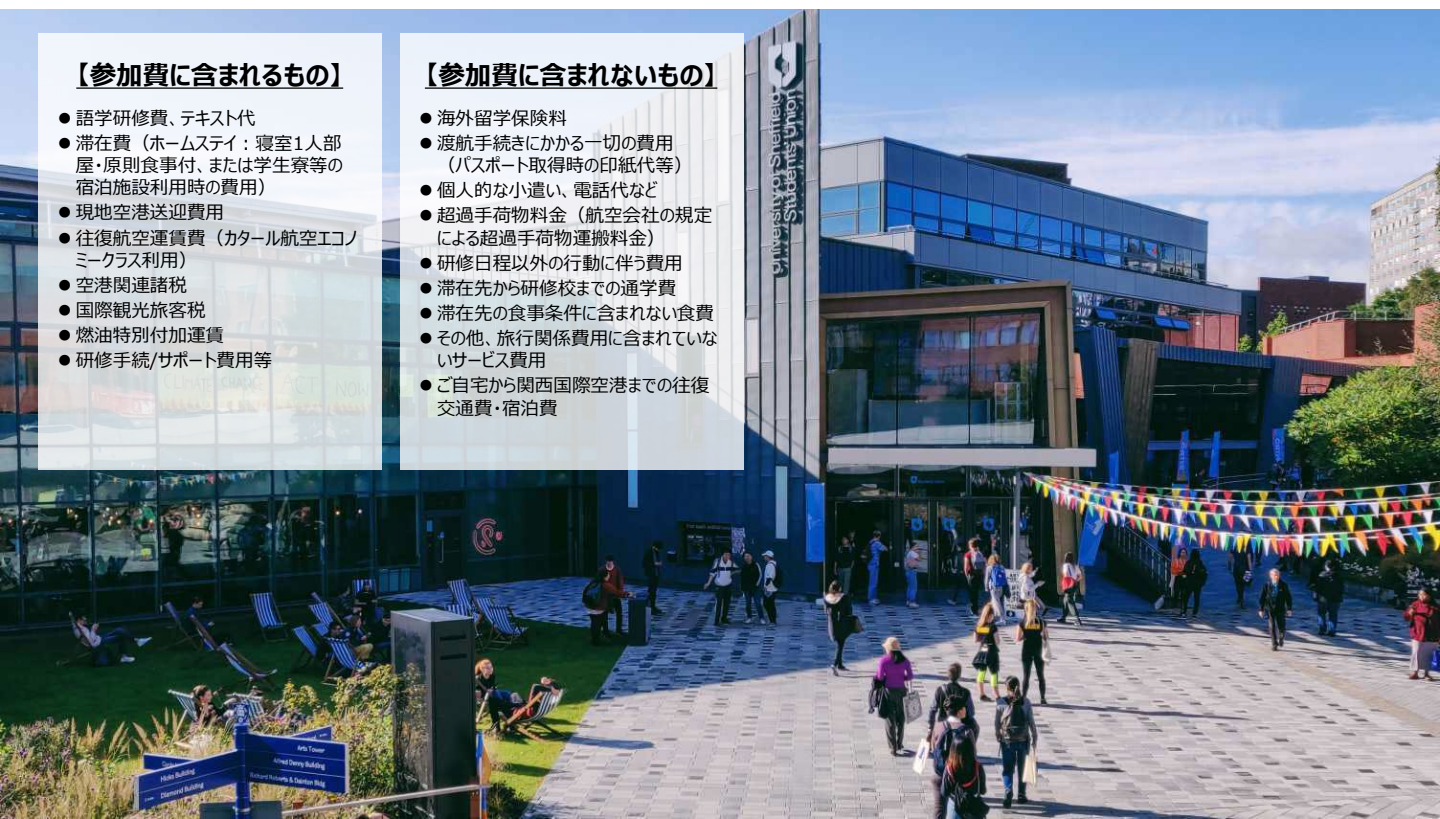 【参加費に含まれるもの】
● 語学研修費、テキスト代
● 滞在費（ホームステイ：寝室1人部
屋・原則食事付、または学生寮等の
宿泊施設利用時の費用）
● 現地空港送迎費用
● 往復航空運賃費（カタール航空エコノ
ミークラス利用）
● 空港関連諸税
● 国際観光旅客税
● 燃油特別付加運賃
● 研修手続/サポート費用等
【参加費に含まれないもの】
● 海外留学保険料
● 渡航手続きにかかる一切の費用
（パスポート取得時の印紙代等）
● 個人的な小遣い、電話代など
● 超過手荷物料金（航空会社の規定
による超過手荷物運搬料金）
● 研修日程以外の行動に伴う費用
● 滞在先から研修校までの通学費
● 滞在先の食事条件に含まれない食費
● その他、旅行関係費用に含まれていな
いサービス費用
● ご自宅から関西国際空港までの往復
交通費・宿泊費
University of Sheffield
Students' Union
CLIMATE CHANGE ACT NOW
Arts Tower
Alfred Denny Building
Richard Roberts & Dainton Bldg
Hicks Building
Diamond Building